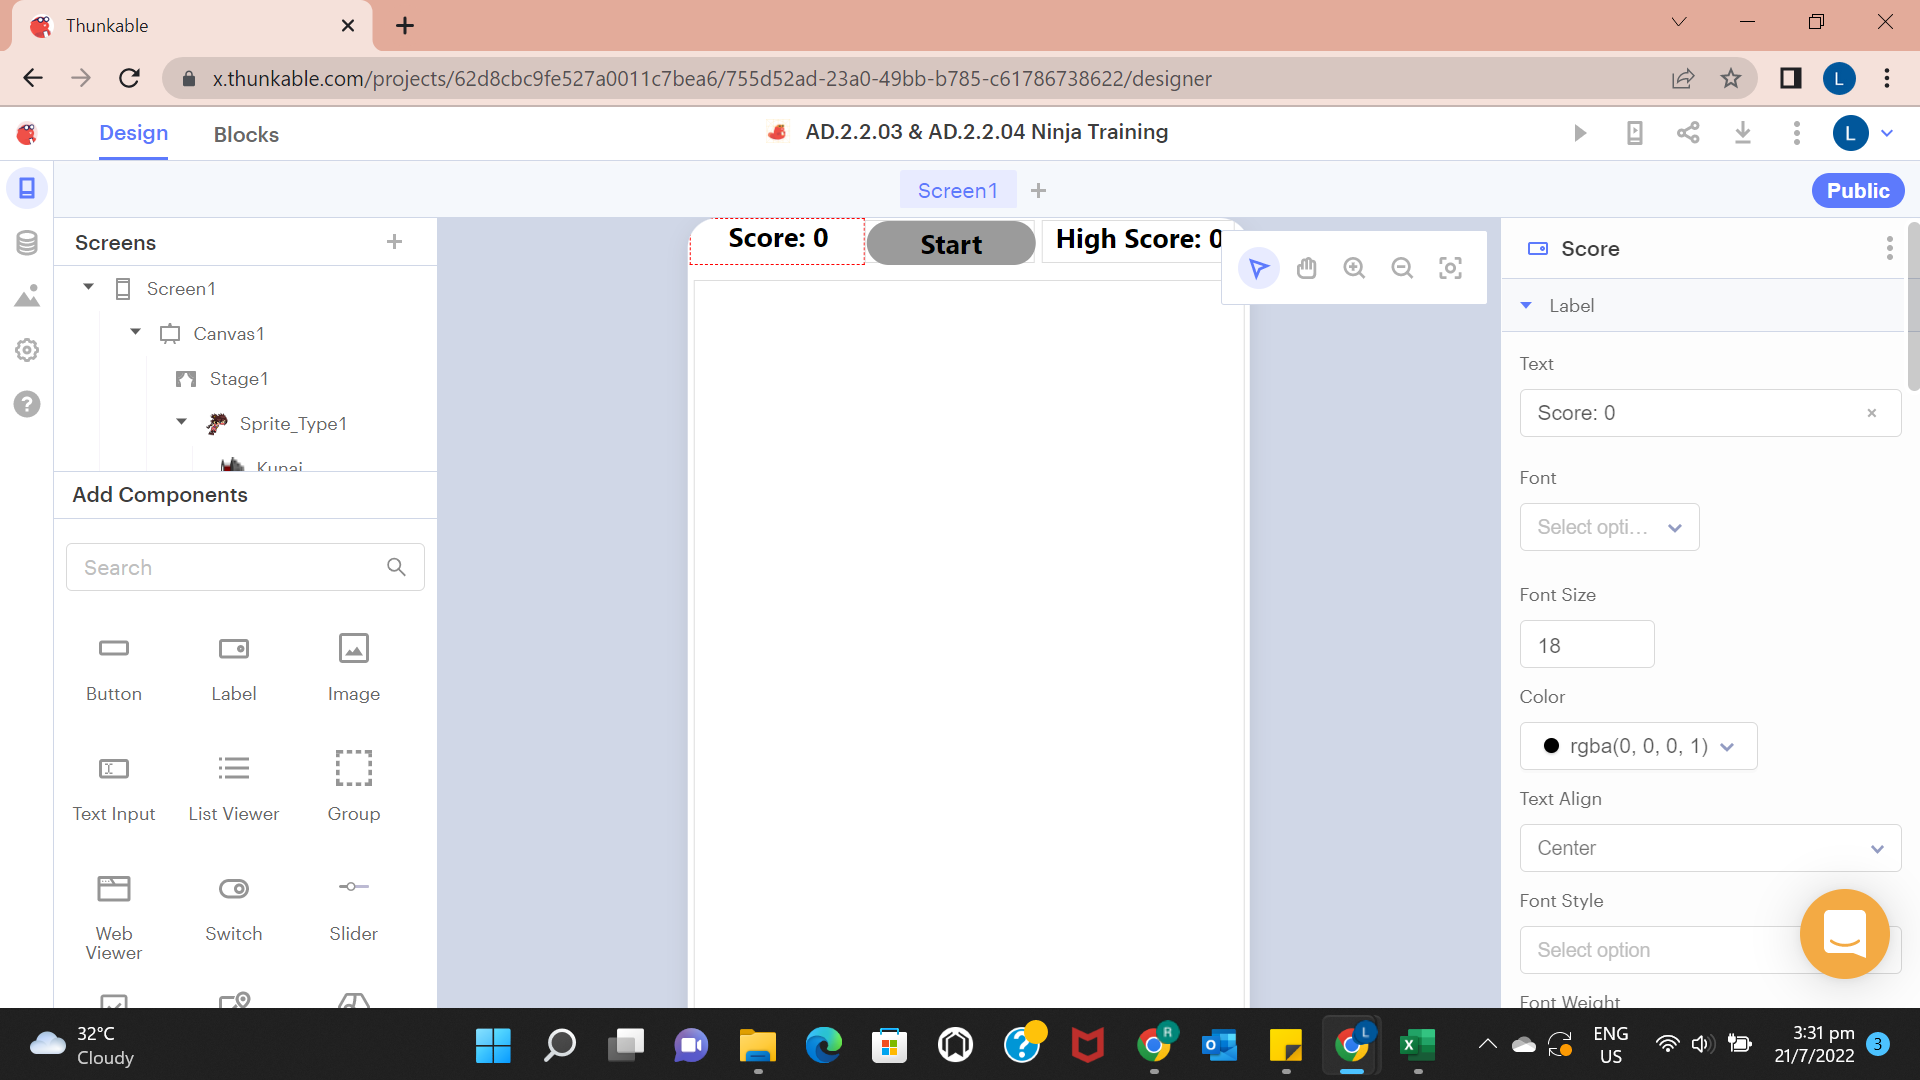 Thunkable
x.thunkable.com/projects/62d8cbc9fe527a0011c7bea6/755d52ad-23a0-49bb-b785-c61786738622/designer
L
Design
Blocks
AD.2.2.03 & AD.2.2.04 Ninja Training
L
Screen1
Public
Screens
Screen1
Canvas1
Stage1
Sprite_Type1
Kunai
Add Components
Search
Button
Label
Image
Text Input
List Viewer
Group
Web
Viewer
Switch
Slider
Score: 0
Start
High Score: 0
Score
Label
Text
Score: 0
Font
Select opti...
Font Size
18
Color
rgba(0, 0, 0, 1)
Text Align
Center
Font Style
Select option
Font Weight
32°C
Cloudy
R
L
ENG
US
3:31 pm
21/7/2022
3